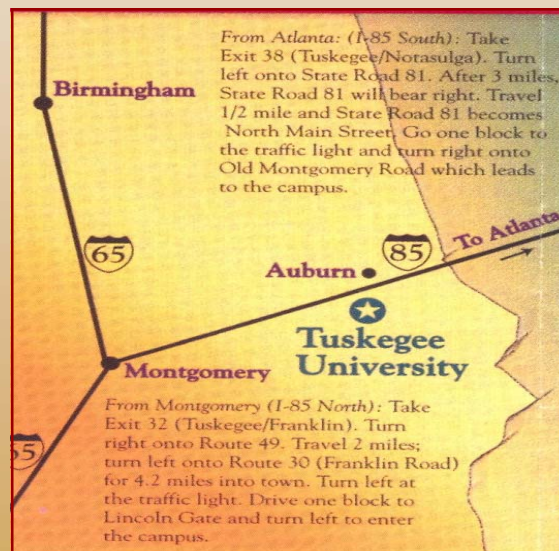 From Atlanta: (I-85 South): Take
Exit 38 (Tuskegee/Notasulga). Turn
left onto State Road 81. After 3 miles,
State Road 81 will bear right. Travel
1/2 mile and State Road 81 becomes
North Main Street. Go one block to
the traffic light and turn right onto
Old Montgomery Road which leads
to the campus.
Birmingham
65
Auburn
85
To Atlanta
Tuskegee
University
Montgomery
From Montgomery (I-85 North): Take
Exit 32 (Tuskegee/Franklin). Turn
right onto Route 49. Travel 2 miles;
turn left onto Route 30 (Franklin Road)
for 4.2 miles into town. Turn left at
the traffic light. Drive one block to
Lincoln Gate and turn left to enter
the campus.